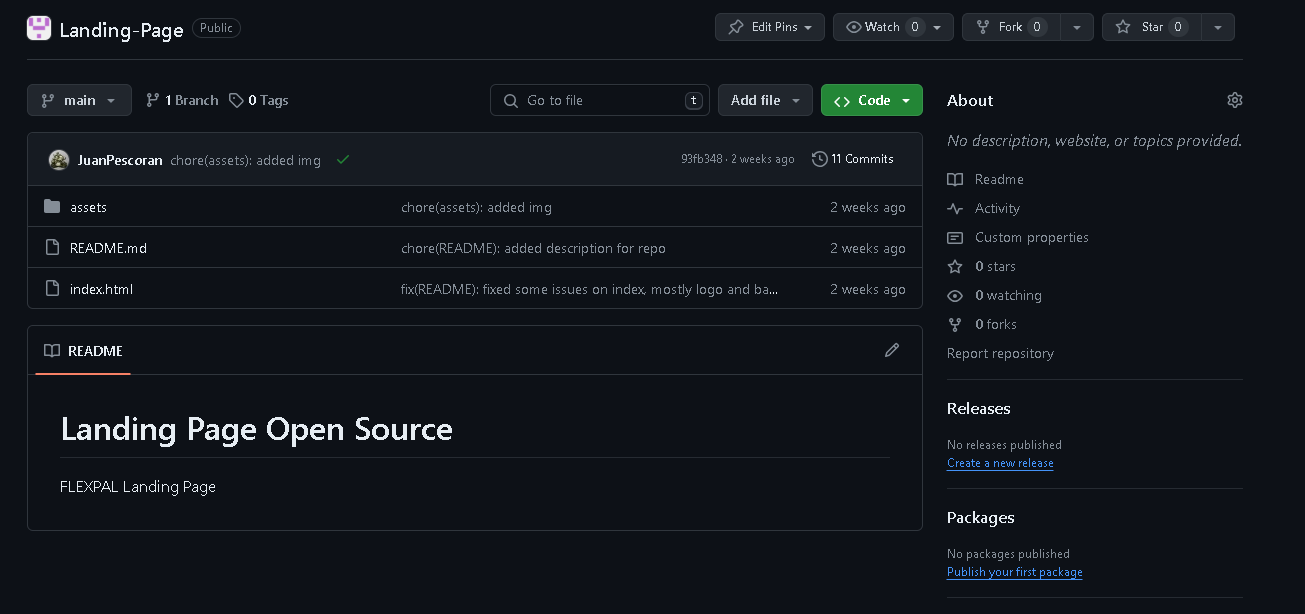 Landing-Page Public Edit Pins Watch 0 Fork 0 Star 0
main 1 Branch 0 Tags Go to file t Add file Code
JuanPescoran chore(assets): added img 93fb348 · 2 weeks ago 11 Commits
assets chore(assets): added img 2 weeks ago
README.md chore(README): added description for repo 2 weeks ago
index.html fix(README): fixed some issues on index, mostly logo and ba... 2 weeks ago
README
Landing Page Open Source
FLEXPAL Landing Page
About
No description, website, or topics provided.
Readme
Activity
Custom properties
0 stars
0 watching
0 forks
Report repository
Releases
No releases published
Create a new release
Packages
No packages published
Publish your first package